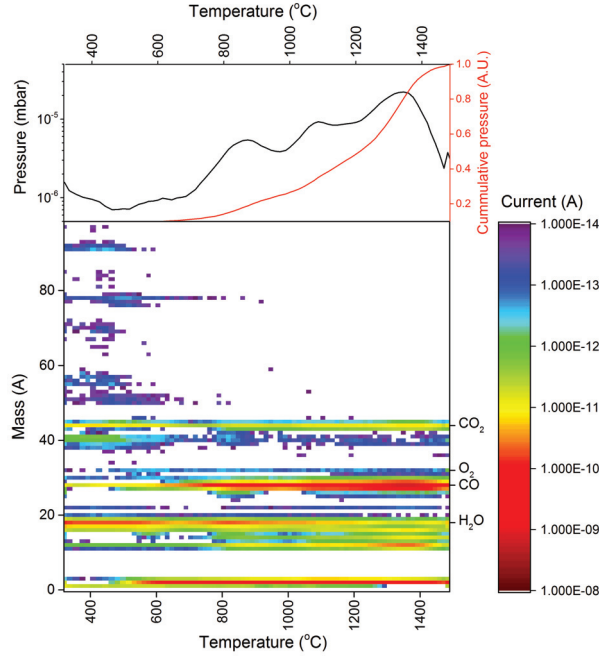 Temperature (°C)
400 600 800 1000 1200 1400
Pressure (mbar)
10⁻⁵
10⁻⁶
1.0
0.8
0.6
0.4
0.2
Cummulative pressure (A.U.)
Mass (A)
80
60
40
20
0
CO₂
O₂
CO
H₂O
400 600 800 1000 1200 1400
Temperature (°C)
Current (A)
1.000E-14
1.000E-13
1.000E-12
1.000E-11
1.000E-10
1.000E-09
1.000E-08